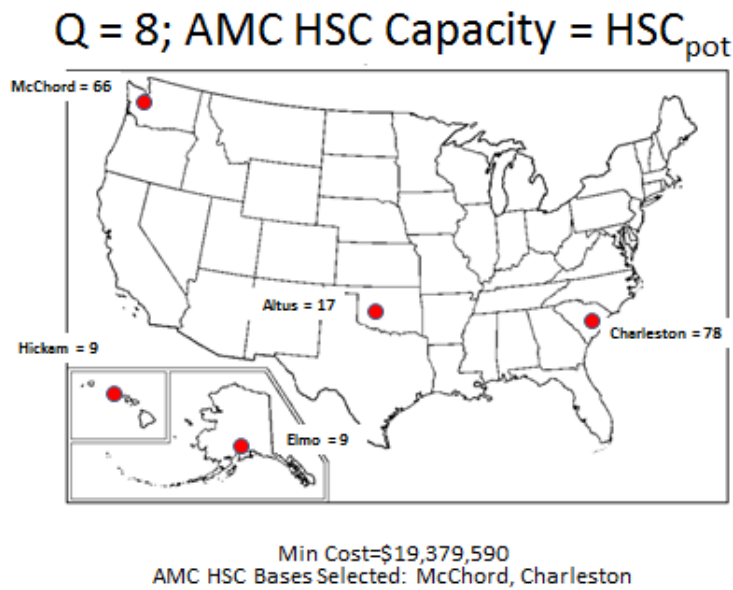 Q = 8; AMC HSC Capacity = HSCpot
McChord = 66
Altus = 17
Charleston = 78
Hickam = 9
Elmo = 9
Min Cost=$19,379,590
AMC HSC Bases Selected: McChord, Charleston